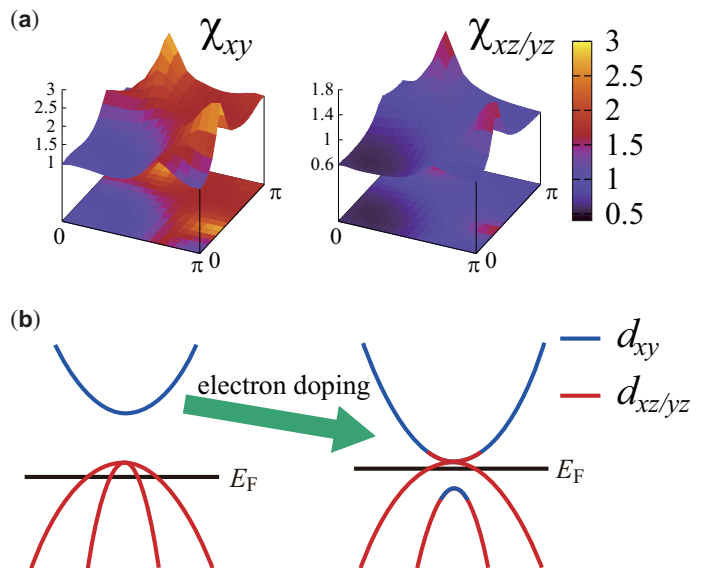 (a)
χxy
χxz/yz
3
2.5
2
1.5
1
0
π 0
π
1.8
1.4
1
0.6
0
π 0
π
3
2.5
2
1.5
1
0.5
(b)
electron doping
EF
EF
dxy
dxz/yz